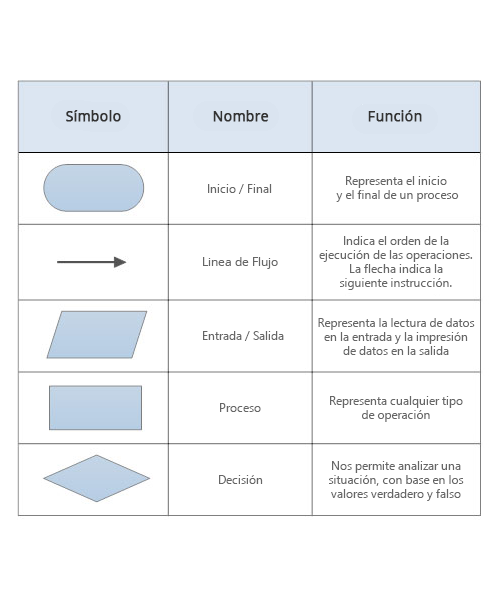 Símbolo
Nombre
Función
Inicio / Final
Representa el inicio
y el final de un proceso
Linea de Flujo
Indica el orden de la
ejecución de las operaciones.
La flecha indica la
siguiente instrucción.
Entrada / Salida
Representa la lectura de datos
en la entrada y la impresión
de datos en la salida
Proceso
Representa cualquier tipo
de operación
Decisión
Nos permite analizar una
situación, con base en los
valores verdadero y falso